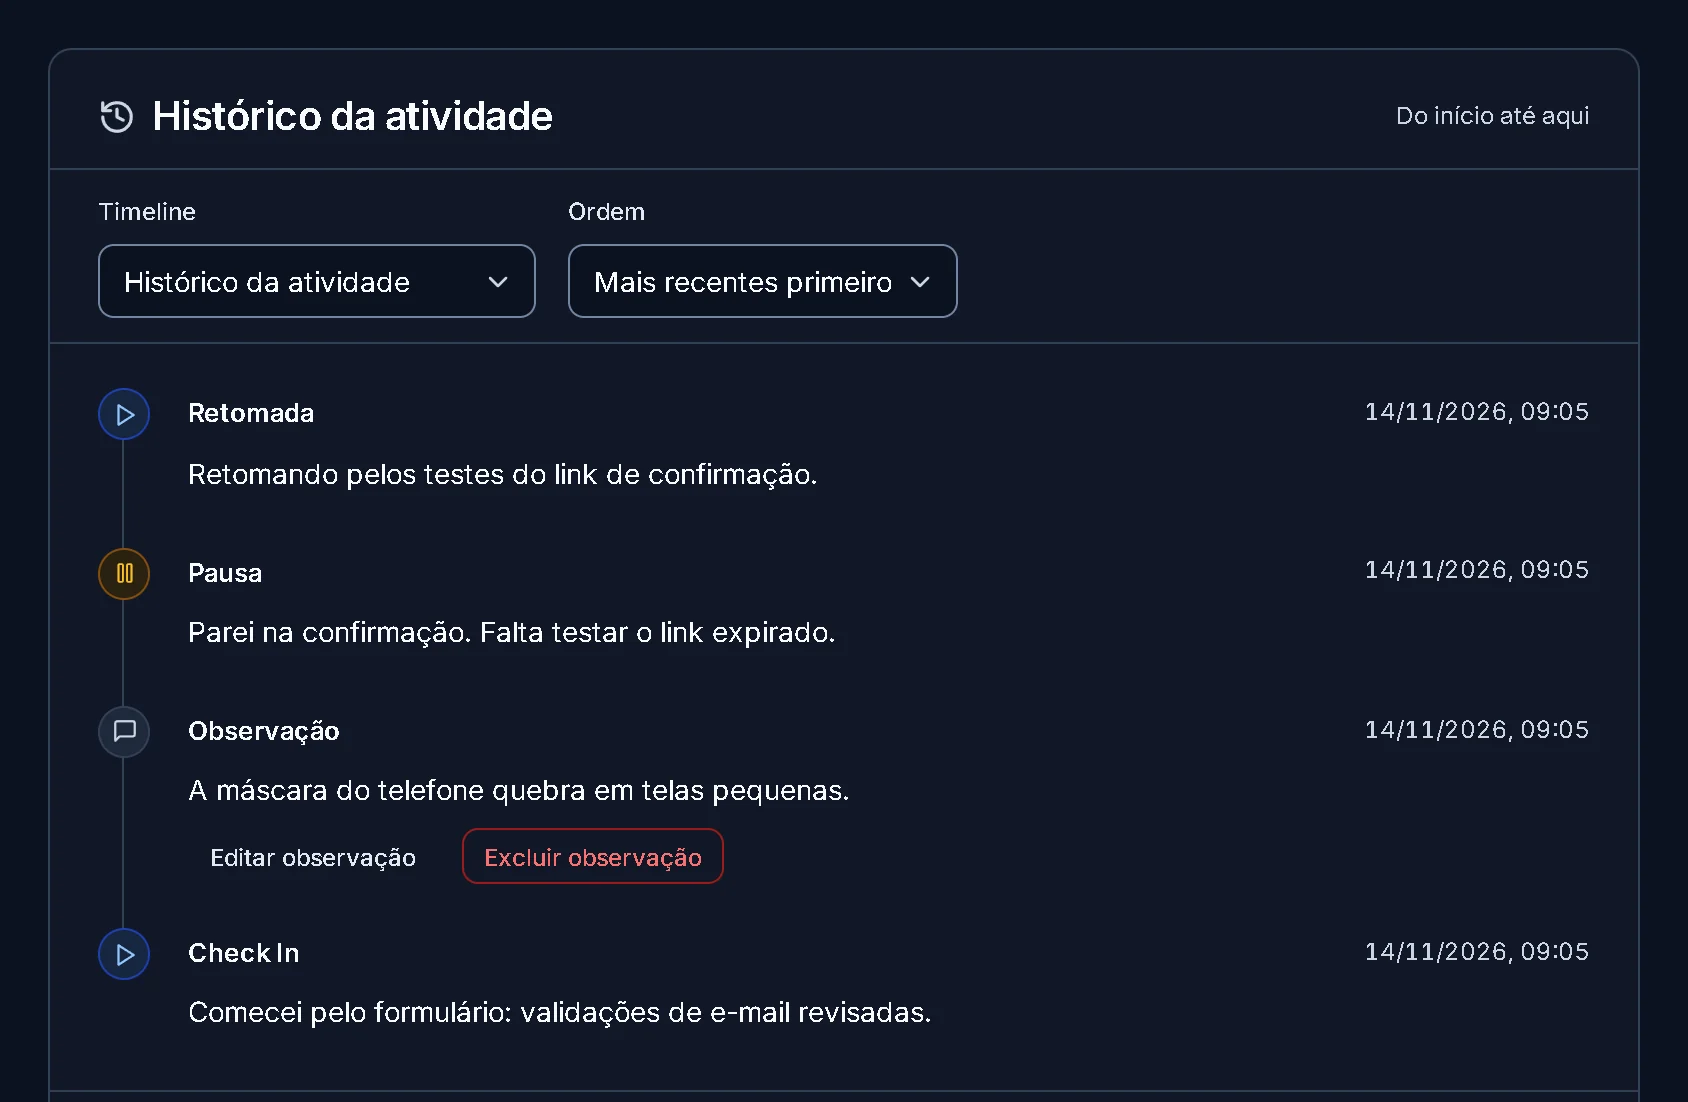 Histórico da atividade
Do início até aqui
Timeline
Ordem
Histórico da atividade
Mais recentes primeiro
Retomada
14/11/2026, 09:05
Retomando pelos testes do link de confirmação.
Pausa
14/11/2026, 09:05
Parei na confirmação. Falta testar o link expirado.
Observação
14/11/2026, 09:05
A máscara do telefone quebra em telas pequenas.
Editar observação
Excluir observação
Check In
14/11/2026, 09:05
Comecei pelo formulário: validações de e-mail revisadas.